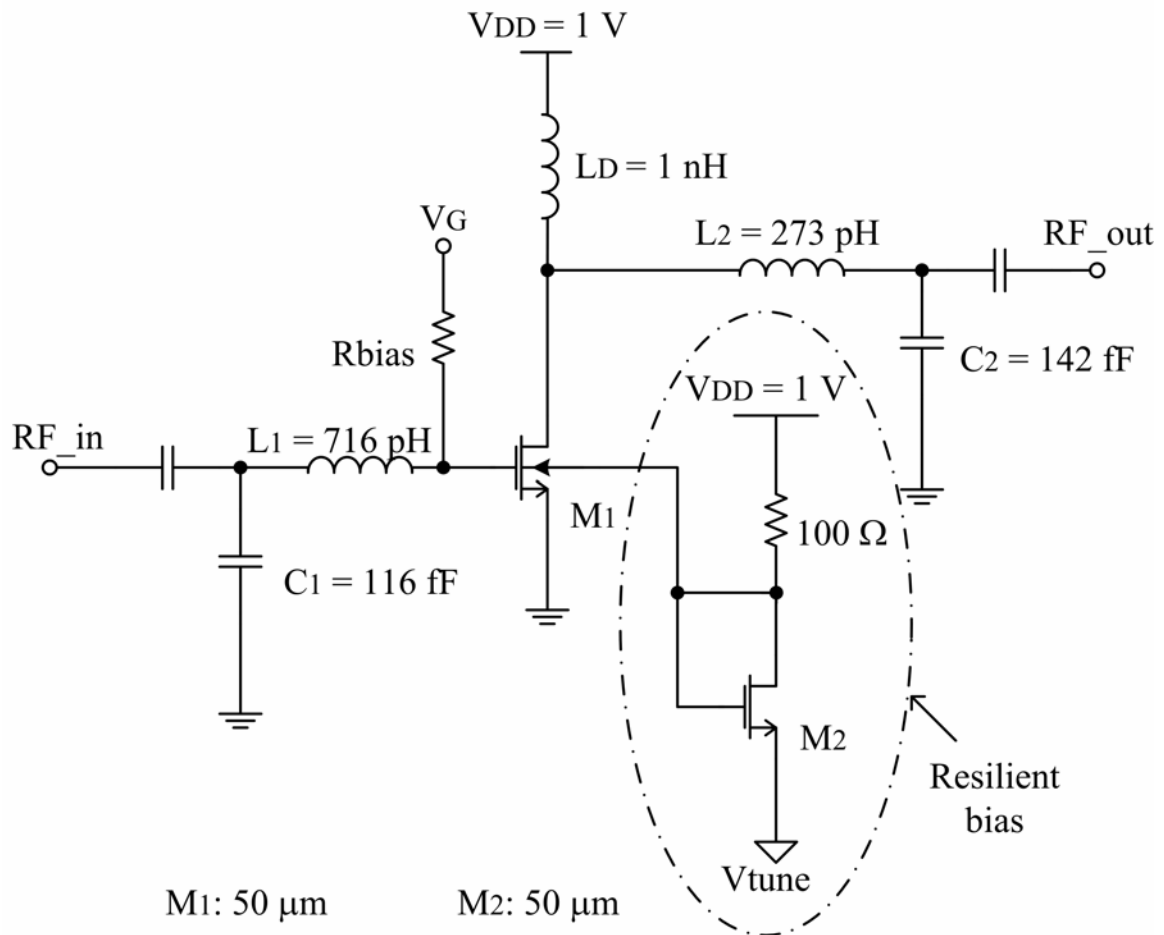 VDD = 1 V
LD = 1 nH
VG
L2 = 273 pH
RF_out
Rbias
C2 = 142 fF
VDD = 1 V
RF_in
L1 = 716 pH
M1
100 Ω
C1 = 116 fF
M2
Resilient
bias
Vtune
M1: 50 μm
M2: 50 μm